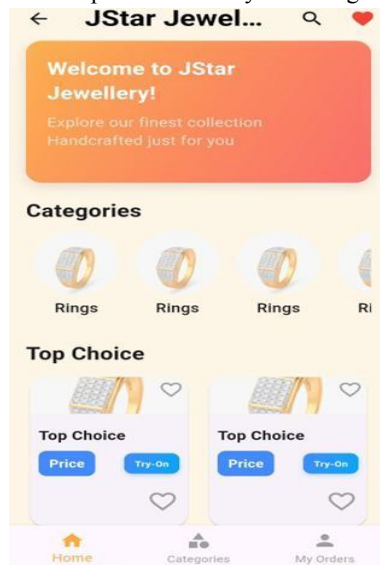 JStar Jewel...
Welcome to JStar
Jewellery!
Explore our finest collection
Handcrafted just for you
Categories
Rings Rings Rings Ri
Top Choice
Top Choice Top Choice
Price Try-On Price Try-On
Home Categories My Orders